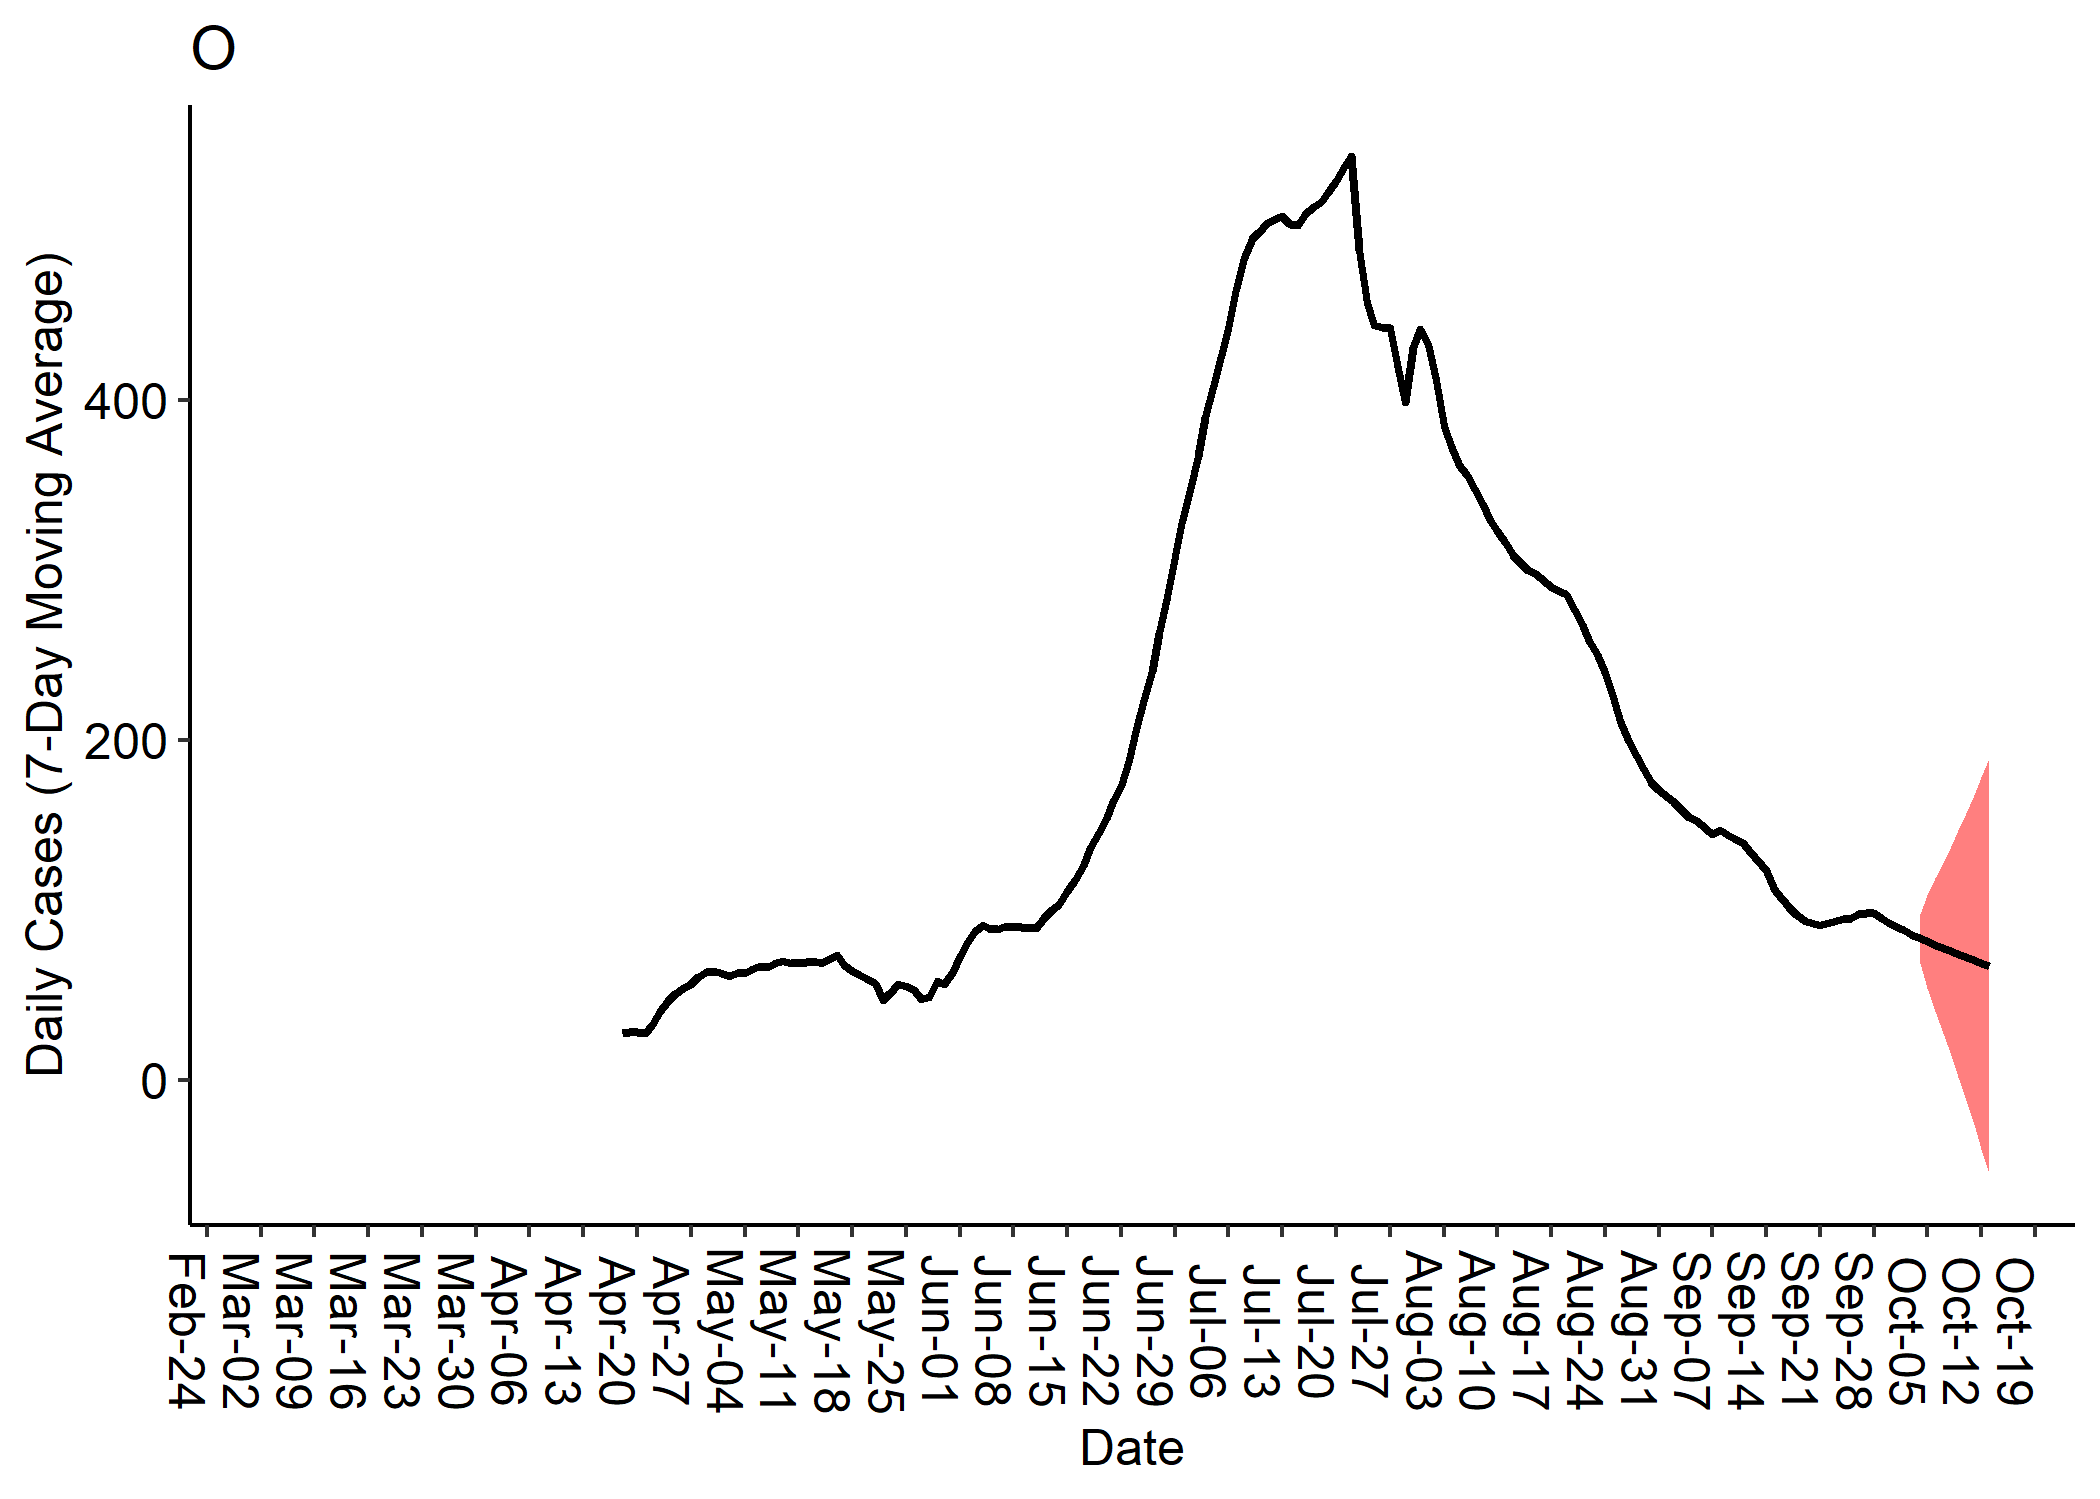 O
Daily Cases (7-Day Moving Average)
400
200
0
Feb-24
Mar-02
Mar-09
Mar-16
Mar-23
Mar-30
Apr-06
Apr-13
Apr-20
Apr-27
May-04
May-11
May-18
May-25
Jun-01
Jun-08
Jun-15
Jun-22
Jun-29
Jul-06
Jul-13
Jul-20
Jul-27
Aug-03
Aug-10
Aug-17
Aug-24
Aug-31
Sep-07
Sep-14
Sep-21
Sep-28
Oct-05
Oct-12
Oct-19
Date